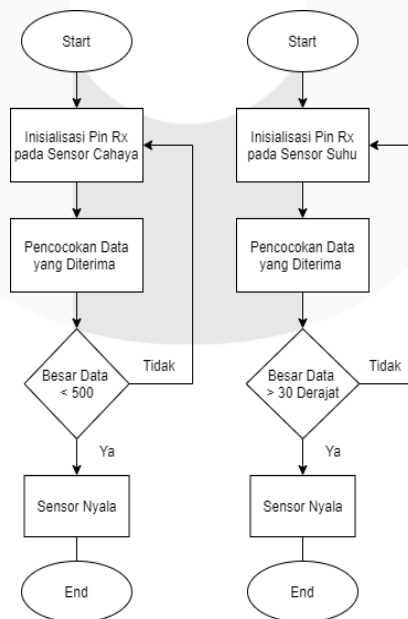 Start
Inisialisasi Pin Rx
pada Sensor Cahaya
Pencocokan Data
yang Diterima
Besar Data
< 500
Tidak
Ya
Sensor Nyala
End
Start
Inisialisasi Pin Rx
pada Sensor Suhu
Pencocokan Data
yang Diterima
Besar Data
> 30 Derajat
Tidak
Ya
Sensor Nyala
End